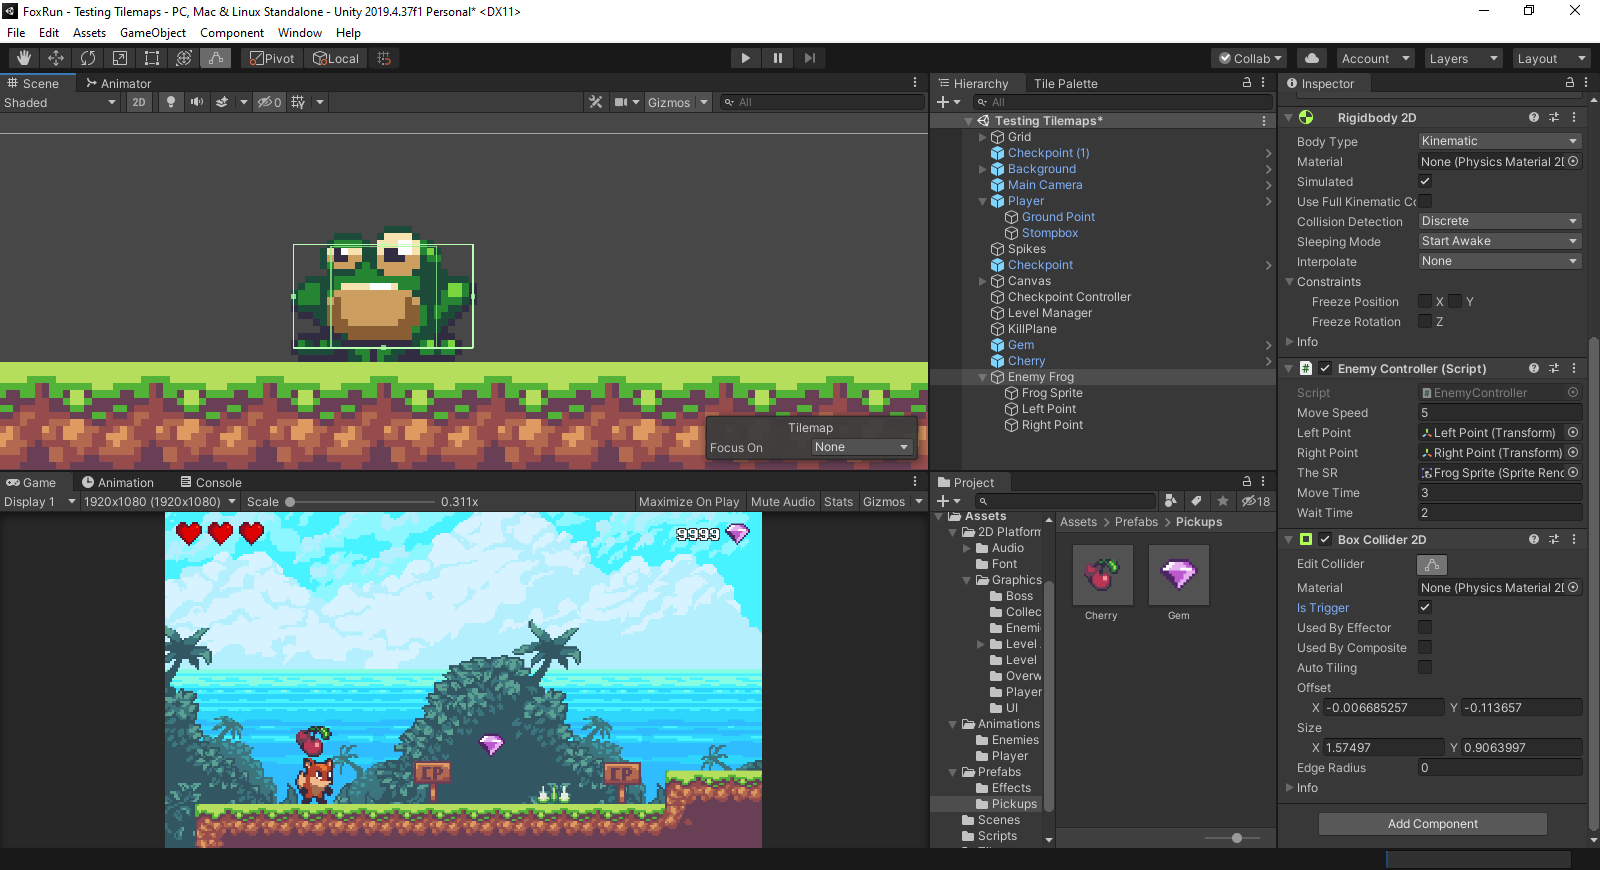 FoxRun - Testing Tilemaps - PC, Mac & Linux Standalone - Unity 2019.4.37f1 Personal* <DX11>
File Edit Assets GameObject Component Window Help
Pivot Local Collab Account Layers Layout
Scene Animator
Shaded 2D 0 Gizmos All
Tilemap
Focus On None
Game Animation Console
Display 1 1920x1080 (1920x1080) Scale 0.311x Maximize On Play Mute Audio Stats Gizmos
9999
CP CP
Hierarchy Tile Palette
All
Testing Tilemaps*
Grid
Checkpoint (1)
Background
Main Camera
Player
Ground Point
Stompbox
Spikes
Checkpoint
Canvas
Checkpoint Controller
Level Manager
KillPlane
Gem
Cherry
Enemy Frog
Frog Sprite
Left Point
Right Point
Project
18
Assets
2D Platform
Audio
Font
Graphics
Boss
Collec
Enemi
Level
Level
Overw
Player
UI
Animations
Enemies
Player
Prefabs
Effects
Pickups
Scenes
Scripts
Assets > Prefabs > Pickups
Cherry Gem
Inspector
Rigidbody 2D
Body Type Kinematic
Material None (Physics Material 2D
Simulated
Use Full Kinematic Co
Collision Detection Discrete
Sleeping Mode Start Awake
Interpolate None
Constraints
Freeze Position X Y
Freeze Rotation Z
Info
Enemy Controller (Script)
Script EnemyController
Move Speed 5
Left Point Left Point (Transform)
Right Point Right Point (Transform)
The SR Frog Sprite (Sprite Rend
Move Time 3
Wait Time 2
Box Collider 2D
Edit Collider
Material None (Physics Material 2D
Is Trigger
Used By Effector
Used By Composite
Auto Tiling
Offset
X -0.006685257 Y -0.113657
Size
X 1.57497 Y 0.9063997
Edge Radius 0
Info
Add Component